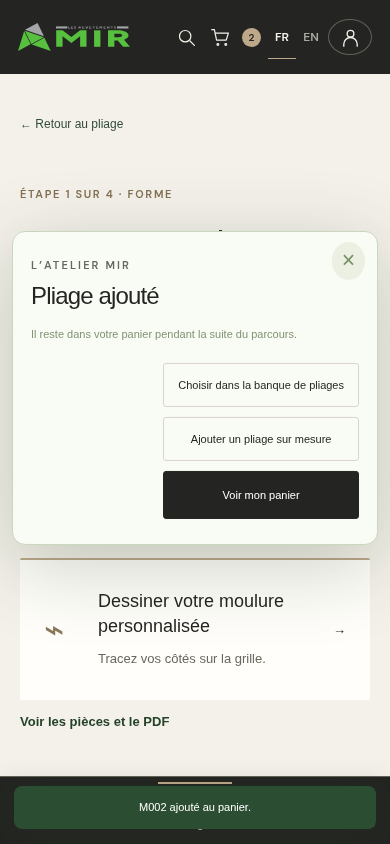 LES REVÊTEMENTS
MIR
2
FR
EN
← Retour au pliage
ÉTAPE 1 SUR 4 · FORME
L'ATELIER MIR
×
Pliage ajouté
Il reste dans votre panier pendant la suite du parcours.
Choisir dans la banque de pliages
Ajouter un pliage sur mesure
Voir mon panier
Dessiner votre moulure
personnalisée
→
Tracez vos côtés sur la grille.
Voir les pièces et le PDF
M002 ajouté au panier.